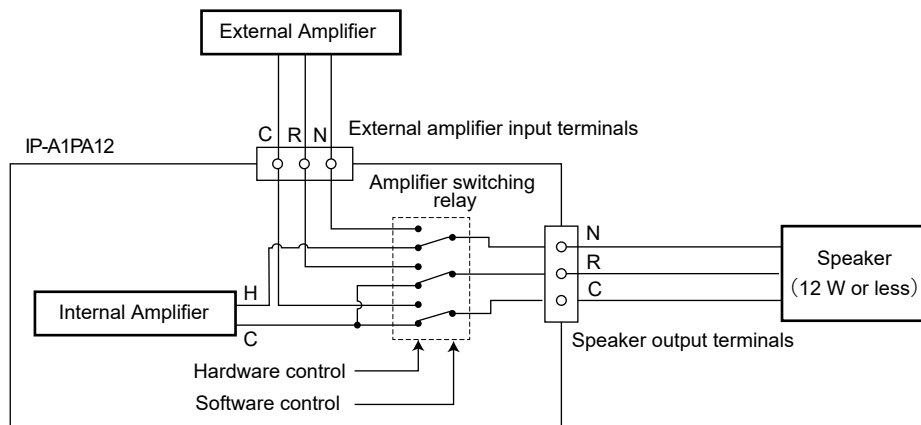 External Amplifier
C R N
External amplifier input terminals
IP-A1PA12
Amplifier switching
relay
N
R
C
Speaker
（12 W or less）
H
Internal Amplifier
C
Speaker output terminals
Hardware control
Software control